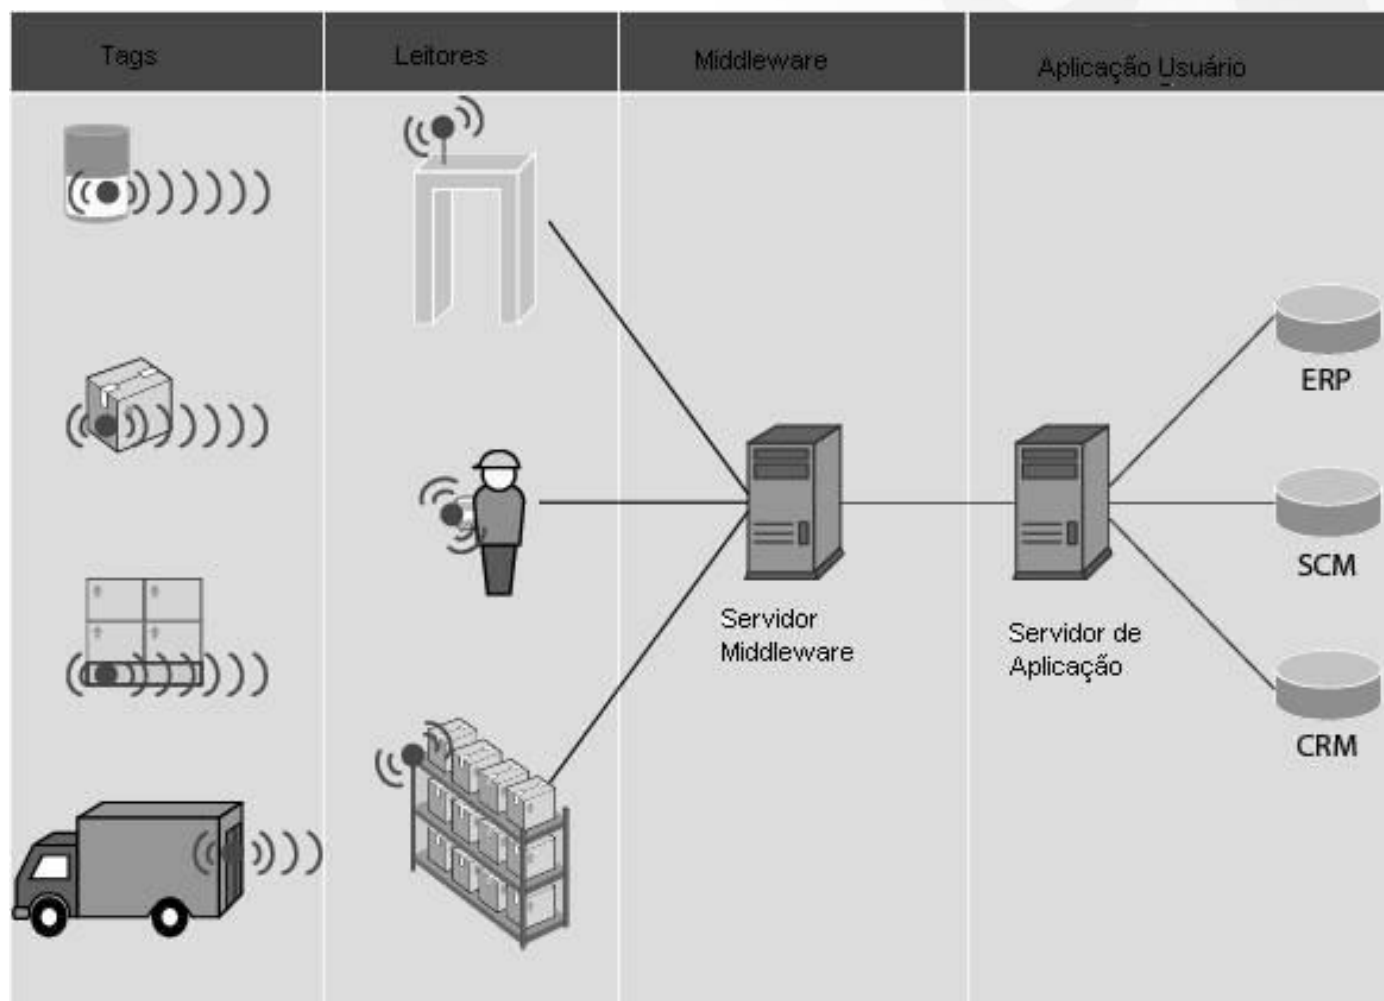 Tags
Leitores
Middleware
Aplicação Usuário
ERP
SCM
CRM
Servidor
Middleware
Servidor de
Aplicação